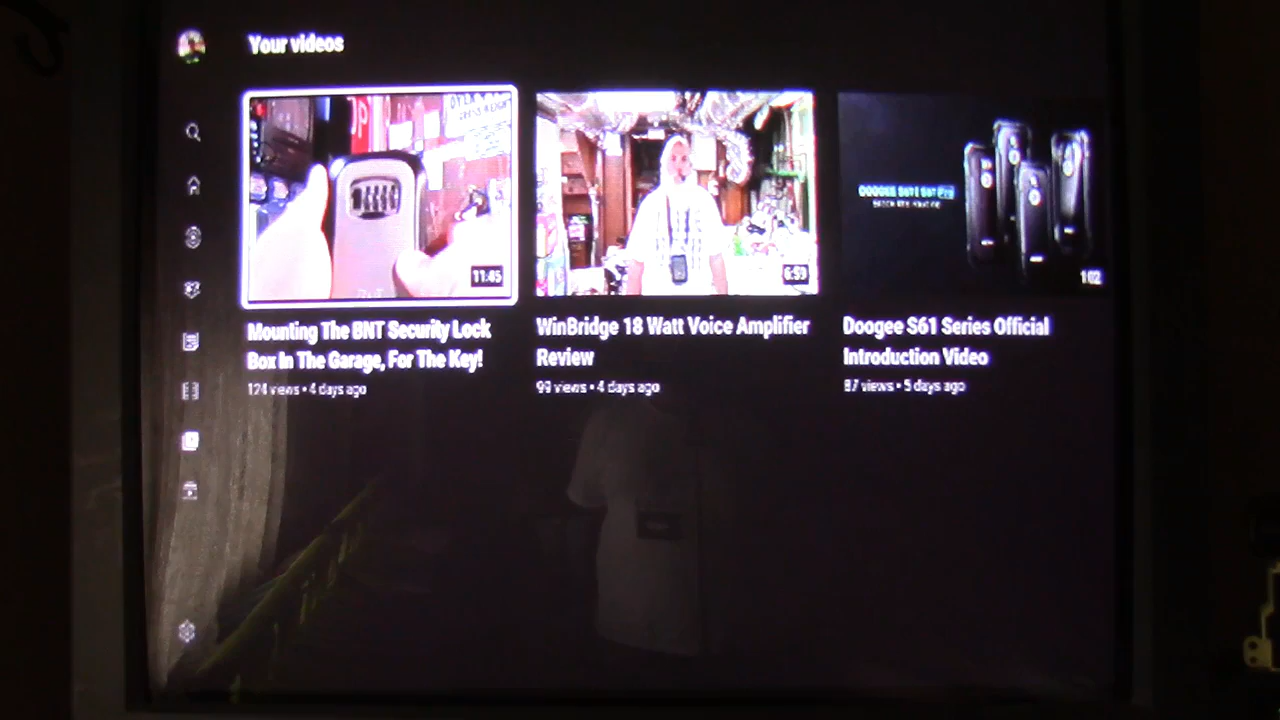 Your videos
11:45
6:59
1:02
Mounting The BNT Security Lock
Box In The Garage, For The Key!
124 views • 4 days ago
WinBridge 18 Watt Voice Amplifier
Review
99 views • 4 days ago
Doogee S61 Series Official
Introduction Video
87 views • 5 days ago